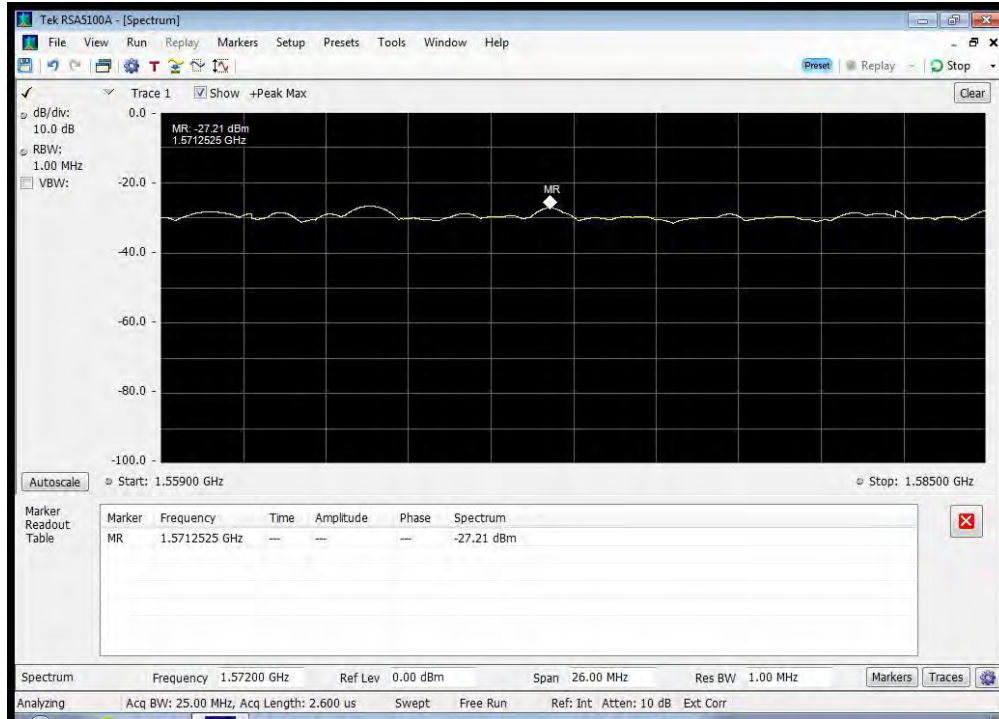 Tek RSA5100A - [Spectrum]
File View Run Replay Markers Setup Presets Tools Window Help
T
Preset Replay Stop
Trace 1 Show +Peak Max Clear
dB/div:
10.0 dB
RBW:
1.00 MHz
VBW:
0.0
MR: -27.21 dBm
1.5712525 GHz
-20.0
MR
-40.0
-60.0
-80.0
-100.0
Autoscale Start: 1.55900 GHz Stop: 1.58500 GHz
Marker
Readout
Table
Marker Frequency Time Amplitude Phase Spectrum
MR 1.5712525 GHz --- --- --- -27.21 dBm
Spectrum Frequency 1.57200 GHz Ref Lev 0.00 dBm Span 26.00 MHz Res BW 1.00 MHz Markers Traces
Analyzing Acq BW: 25.00 MHz, Acq Length: 2.600 us Swept Free Run Ref: Int Atten: 10 dB Ext Corr